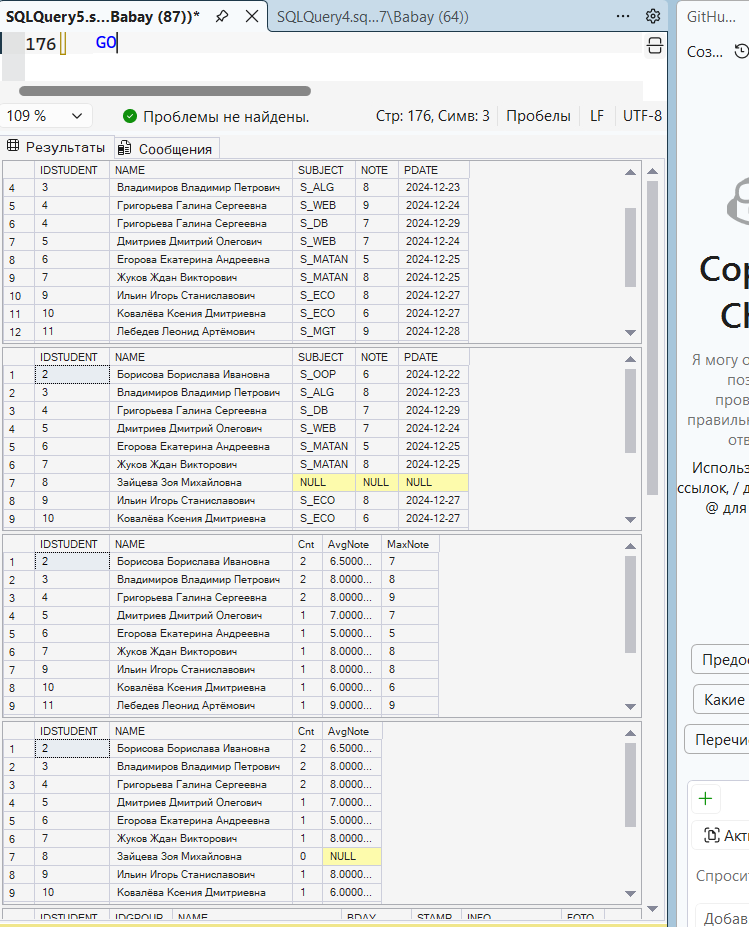 SQLQuery5.s...Babay (87))* SQLQuery4.sq...7\Babay (64)) GitHu...
176 GO Соз...
109 % Проблемы не найдены. Стр: 176, Симв: 3 Пробелы LF UTF-8
Результаты Сообщения
IDSTUDENT NAME SUBJECT NOTE PDATE
4 3 Владимиров Владимир Петрович S_ALG 8 2024-12-23
5 4 Григорьева Галина Сергеевна S_WEB 9 2024-12-24
6 4 Григорьева Галина Сергеевна S_DB 7 2024-12-29
7 5 Дмитриев Дмитрий Олегович S_WEB 7 2024-12-24
8 6 Егорова Екатерина Андреевна S_MATAN 5 2024-12-25
9 7 Жуков Ждан Викторович S_MATAN 8 2024-12-25
10 9 Ильин Игорь Станиславович S_ECO 8 2024-12-27
11 10 Ковалёва Ксения Дмитриевна S_ECO 6 2024-12-27
12 11 Лебедев Леонид Артёмович S_MGT 9 2024-12-28
IDSTUDENT NAME SUBJECT NOTE PDATE
1 2 Борисова Борислава Ивановна S_OOP 6 2024-12-22
2 3 Владимиров Владимир Петрович S_ALG 8 2024-12-23
3 4 Григорьева Галина Сергеевна S_DB 7 2024-12-29
4 5 Дмитриев Дмитрий Олегович S_WEB 7 2024-12-24
5 6 Егорова Екатерина Андреевна S_MATAN 5 2024-12-25
6 7 Жуков Ждан Викторович S_MATAN 8 2024-12-25
7 8 Зайцева Зоя Михайловна NULL NULL NULL
8 9 Ильин Игорь Станиславович S_ECO 8 2024-12-27
9 10 Ковалёва Ксения Дмитриевна S_ECO 6 2024-12-27
IDSTUDENT NAME Cnt AvgNote MaxNote
1 2 Борисова Борислава Ивановна 2 6.5000... 7
2 3 Владимиров Владимир Петрович 2 8.0000... 8
3 4 Григорьева Галина Сергеевна 2 8.0000... 9
4 5 Дмитриев Дмитрий Олегович 1 7.0000... 7
5 6 Егорова Екатерина Андреевна 1 5.0000... 5
6 7 Жуков Ждан Викторович 1 8.0000... 8
7 9 Ильин Игорь Станиславович 1 8.0000... 8
8 10 Ковалёва Ксения Дмитриевна 1 6.0000... 6
9 11 Лебедев Леонид Артёмович 1 9.0000... 9
IDSTUDENT NAME Cnt AvgNote
1 2 Борисова Борислава Ивановна 2 6.5000...
2 3 Владимиров Владимир Петрович 2 8.0000...
3 4 Григорьева Галина Сергеевна 2 8.0000...
4 5 Дмитриев Дмитрий Олегович 1 7.0000...
5 6 Егорова Екатерина Андреевна 1 5.0000...
6 7 Жуков Ждан Викторович 1 8.0000...
7 8 Зайцева Зоя Михайловна 0 NULL
8 9 Ильин Игорь Станиславович 1 8.0000...
9 10 Ковалёва Ксения Дмитриевна 1 6.0000...
IDSTUDENT IDGROUP NAME BDAY STAMP INFO FOTO
Cop
Ch
Я могу о
поз
пров
правиль
отв
Использ
ссылок, / д
@ для
Предо
Какие
Перечи
Акти
Спроси
Добав